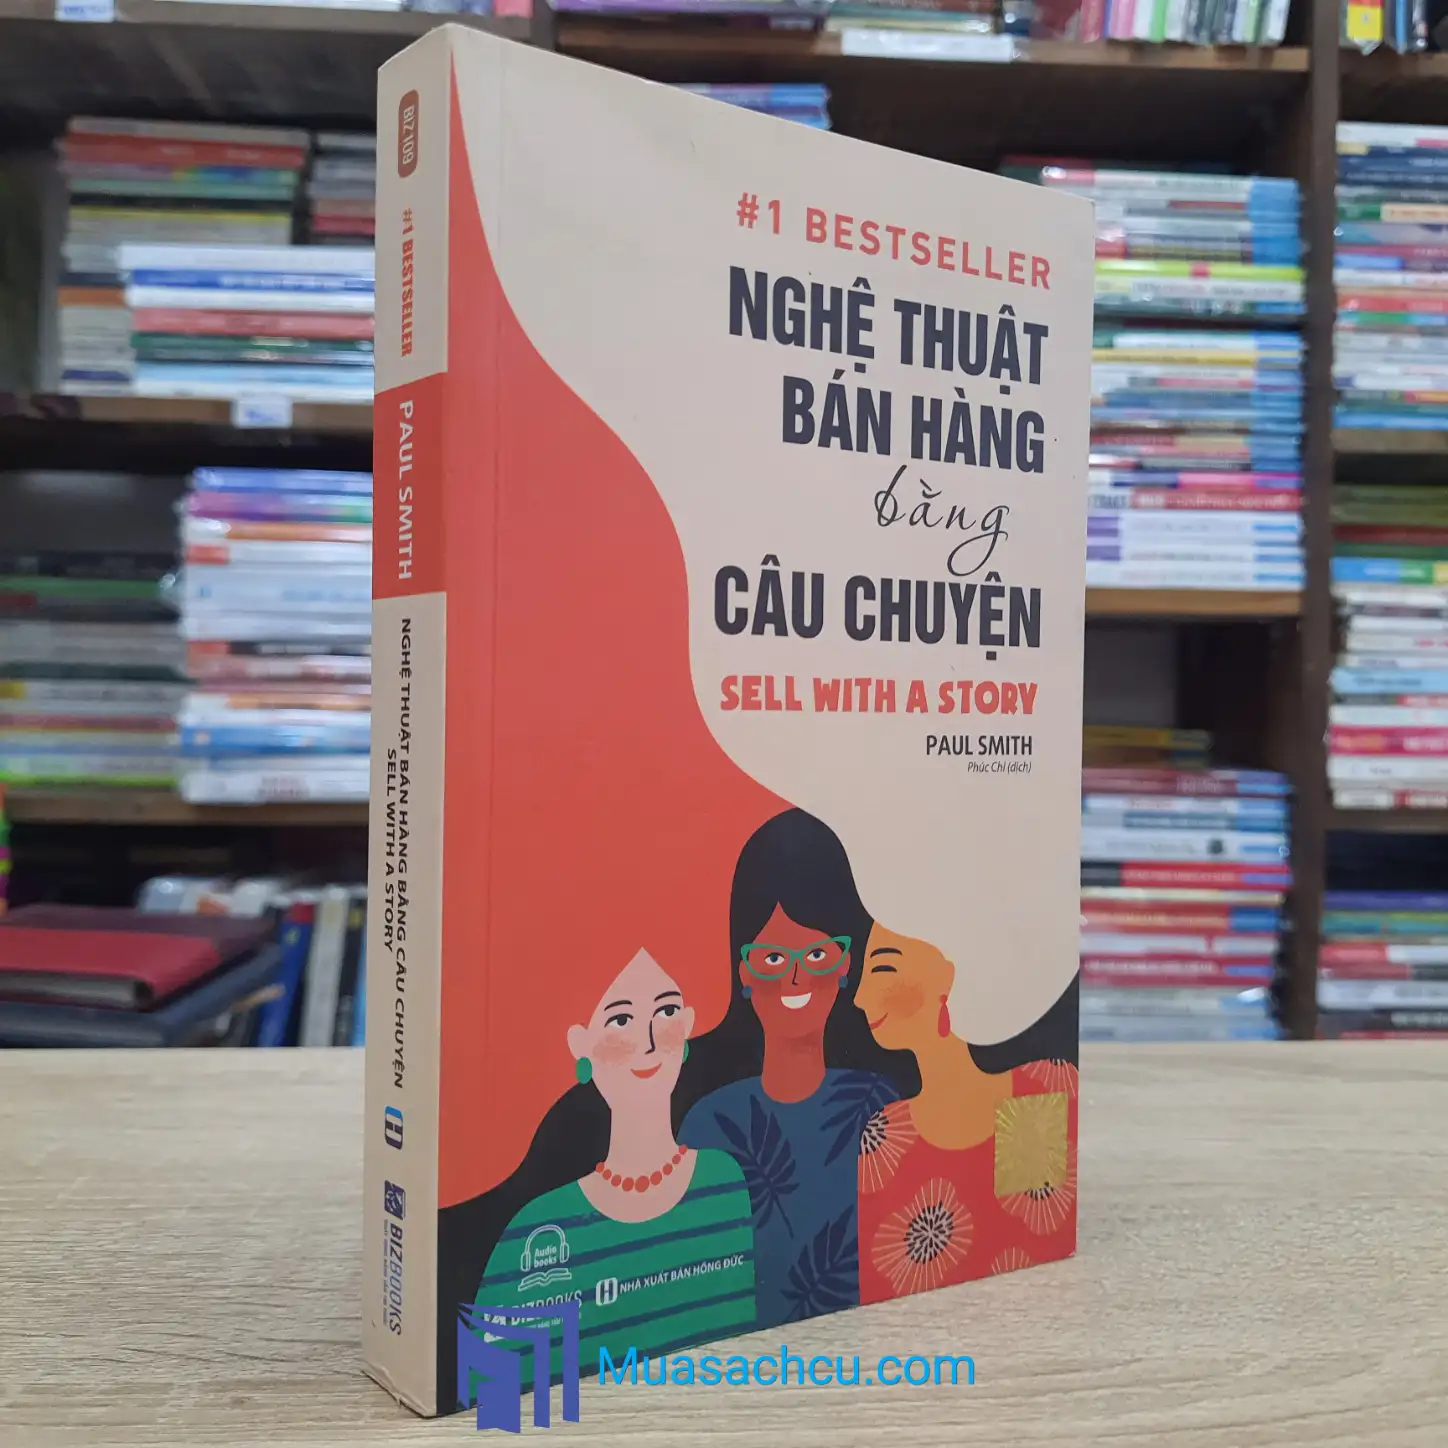 #1 BESTSELLER
NGHỆ THUẬT
BÁN HÀNG
bằng
CÂU CHUYỆN
SELL WITH A STORY
PAUL SMITH
Phúc Chi (dịch)
Audio
books
BIZBOOKS
NHÀ XUẤT BẢN HỒNG ĐỨC
BIZ109
#1 BESTSELLER
PAUL SMITH
NGHỆ THUẬT BÁN HÀNG BẰNG CÂU CHUYỆN
SELL WITH A STORY
BIZBOOKS
Muasachcu.com